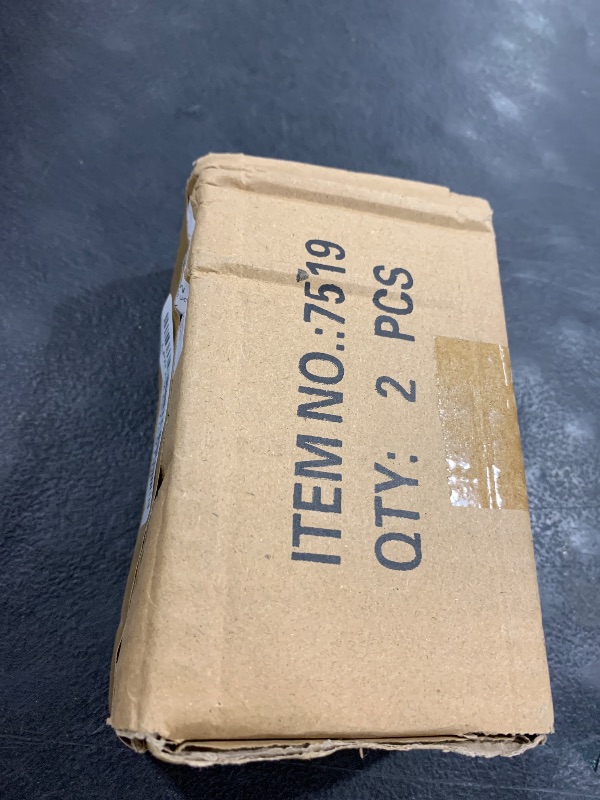 ITEM NO.:7519
QTY: 2 PCS